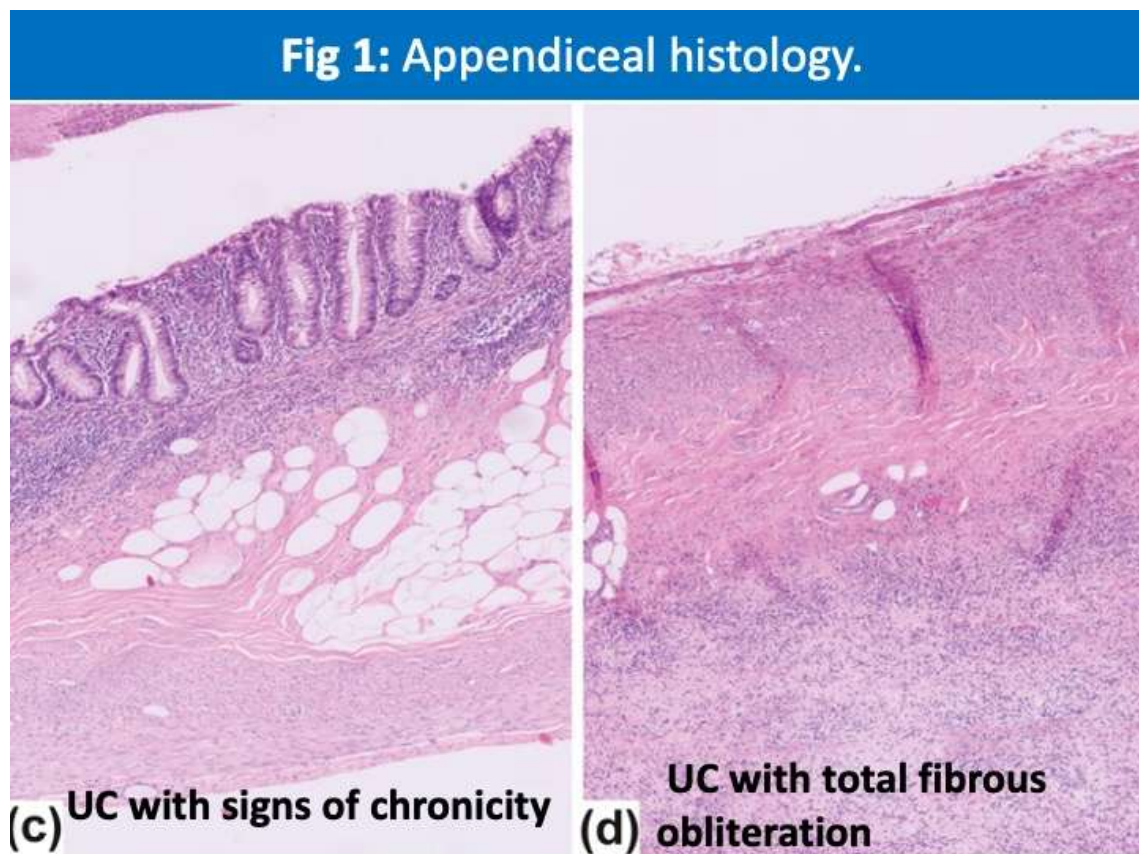 Fig 1: Appendiceal histology.
(c) UC with signs of chronicity
UC with total fibrous
(d) obliteration